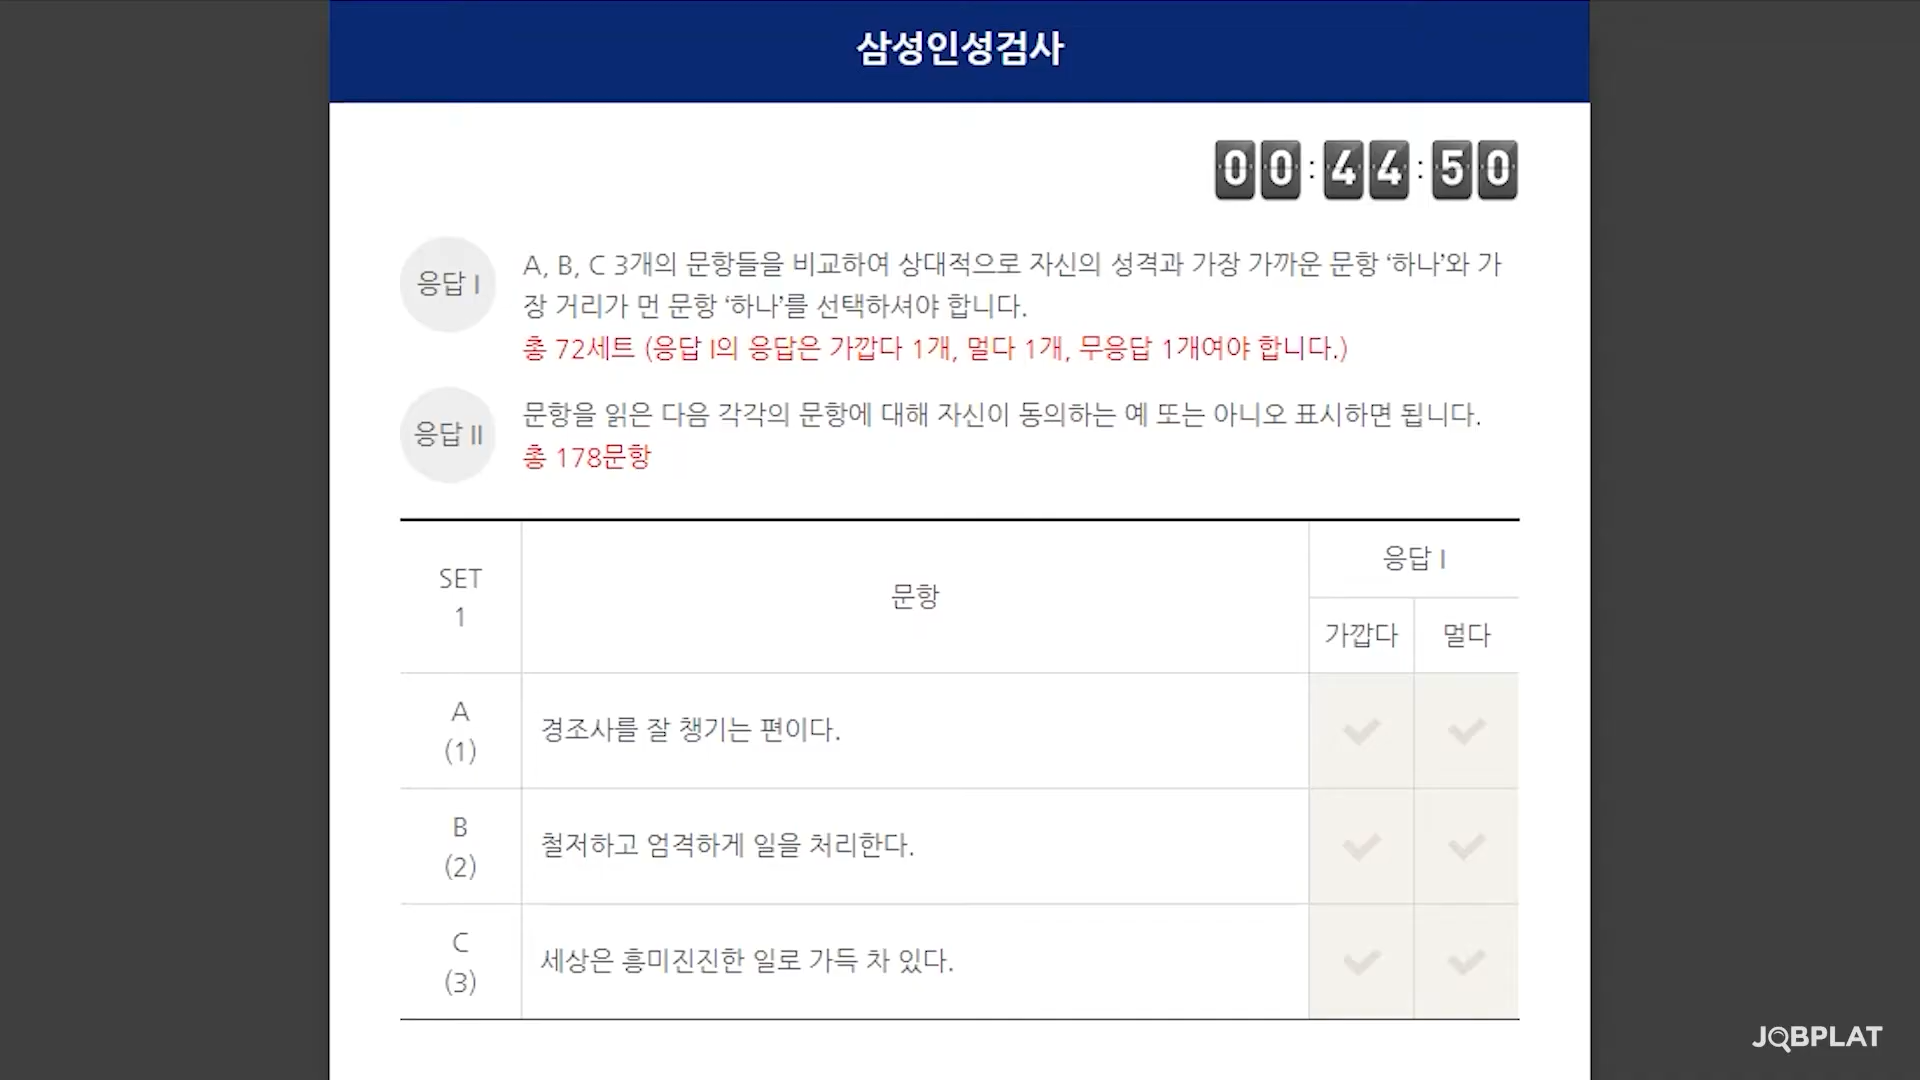 삼성인성검사
00:44:50
응답 I
A, B, C 3개의 문항들을 비교하여 상대적으로 자신의 성격과 가장 가까운 문항 ‘하나’와 가
장 거리가 먼 문항 ‘하나’를 선택하셔야 합니다.
총 72세트 (응답 I의 응답은 가깝다 1개, 멀다 1개, 무응답 1개여야 합니다.)
응답 II
문항을 읽은 다음 각각의 문항에 대해 자신이 동의하는 예 또는 아니오 표시하면 됩니다.
총 178문항
SET
1
문항
응답 I
가깝다 멀다
A
(1)
경조사를 잘 챙기는 편이다.
B
(2)
철저하고 엄격하게 일을 처리한다.
C
(3)
세상은 흥미진진한 일로 가득 차 있다.
JOBPLAT